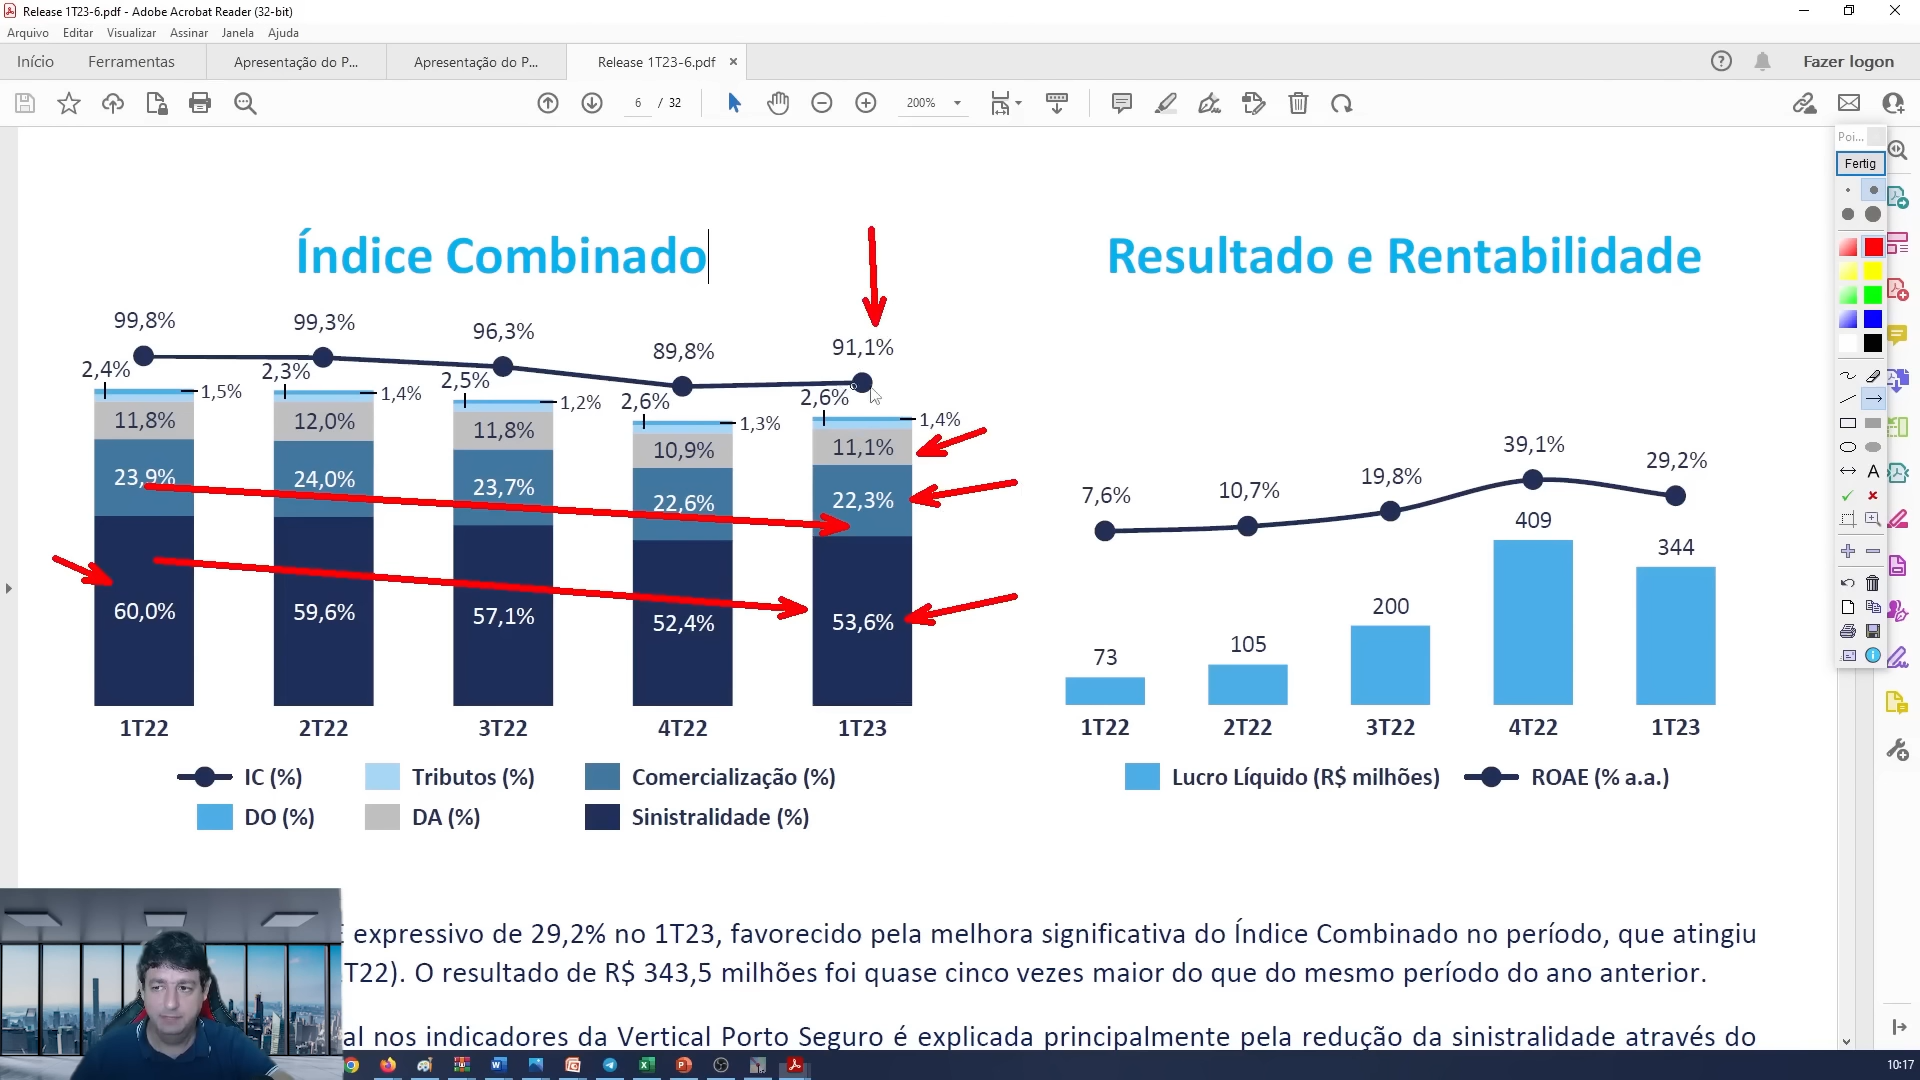 Release 1T23-6.pdf - Adobe Acrobat Reader (32-bit)
Arquivo Editar Visualizar Assinar Janela Ajuda
Início Ferramentas Apresentação do P... Apresentação do P... Release 1T23-6.pdf × Fazer logon
6 / 32 200%
Poi...
Fertig
A
Índice Combinado
99,8% 99,3% 96,3% 89,8% 91,1%
2,4% 2,3% 2,5% 2,6% 2,6%
1,5% 1,4% 1,2% 1,3% 1,4%
11,8% 12,0% 11,8% 10,9% 11,1%
23,9% 24,0% 23,7% 22,6% 22,3%
60,0% 59,6% 57,1% 52,4% 53,6%
1T22 2T22 3T22 4T22 1T23
IC (%) Tributos (%) Comercialização (%)
DO (%) DA (%) Sinistralidade (%)
Resultado e Rentabilidade
7,6% 10,7% 19,8% 39,1% 29,2%
73 105 200 409 344
1T22 2T22 3T22 4T22 1T23
Lucro Líquido (R$ milhões) ROAE (% a.a.)
expressivo de 29,2% no 1T23, favorecido pela melhora significativa do Índice Combinado no período, que atingiu
T22). O resultado de R$ 343,5 milhões foi quase cinco vezes maior do que do mesmo período do ano anterior.
al nos indicadores da Vertical Porto Seguro é explicada principalmente pela redução da sinistralidade através do
10:17